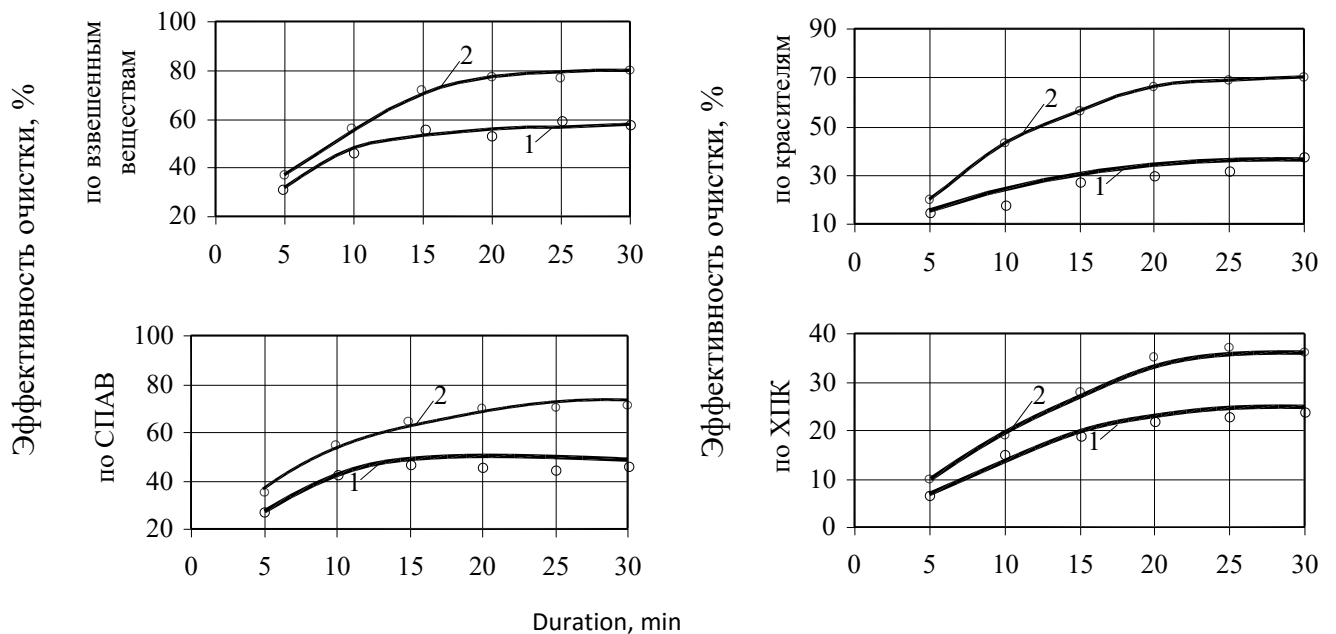 Эффективность очистки, %
по взвешенным
веществам
100
80
60
40
20
0 5 10 15 20 25 30
2
1
Эффективность очистки, %
по красителям
90
70
50
30
10
0 5 10 15 20 25 30
2
1
по СПАВ
100
80
60
40
20
0 5 10 15 20 25 30
2
1
по ХПК
40
30
20
10
0
0 5 10 15 20 25 30
2
1
Duration, min